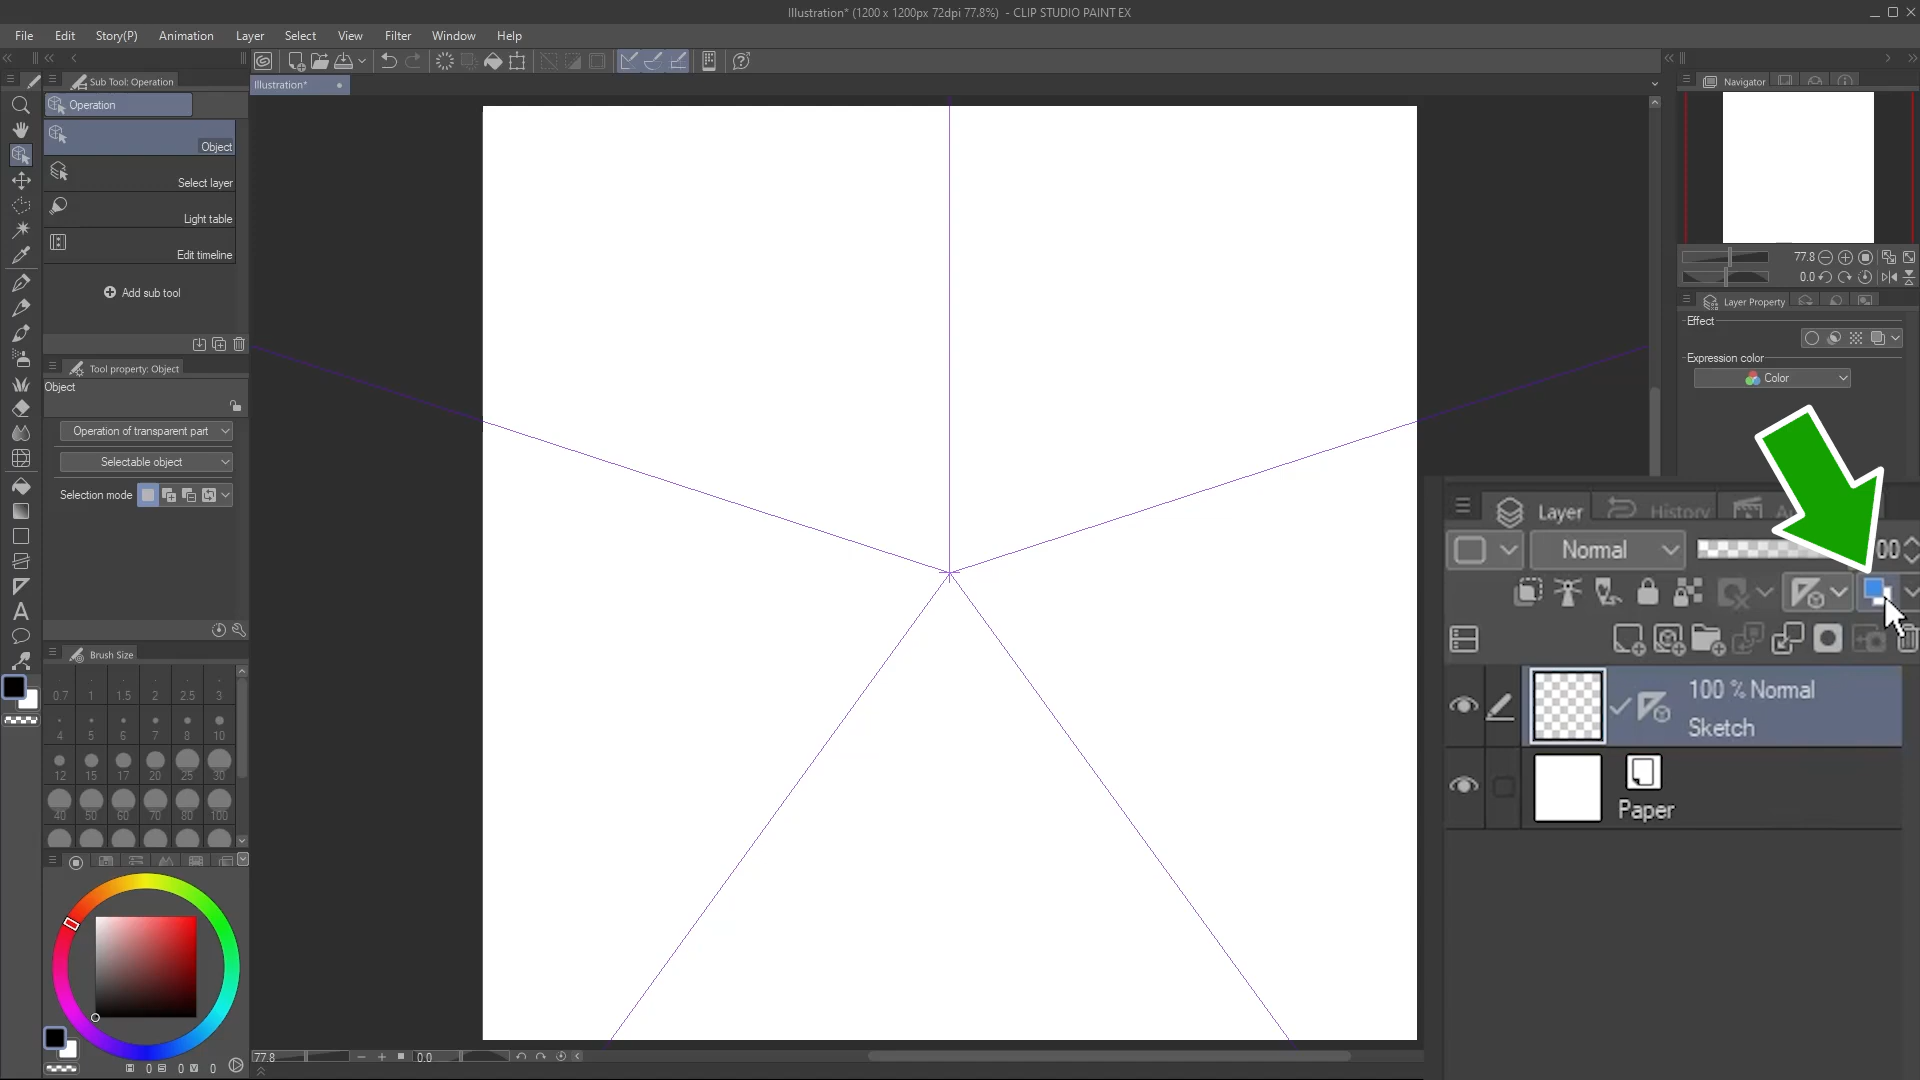 Illustration* (1200 x 1200px 72dpi 77.8%) - CLIP STUDIO PAINT EX
File Edit Story(P) Animation Layer Select View Filter Window Help
Sub Tool: Operation
Illustration*
Navigator
Operation
Object
Select layer
Light table
Edit timeline
Add sub tool
77.8
0.0
Layer Property
Effect
Expression color
Color
Tool property: Object
Object
Operation of transparent part
Selectable object
Selection mode
Layer History
Normal 00
100 % Normal
Sketch
Paper
A
Brush Size
0.7 1 1.5 2 2.5 3
4 5 6 7 8 10
12 15 17 20 25 30
40 50 60 70 80 100
77.8 0.0
H 0 S 0 V 0